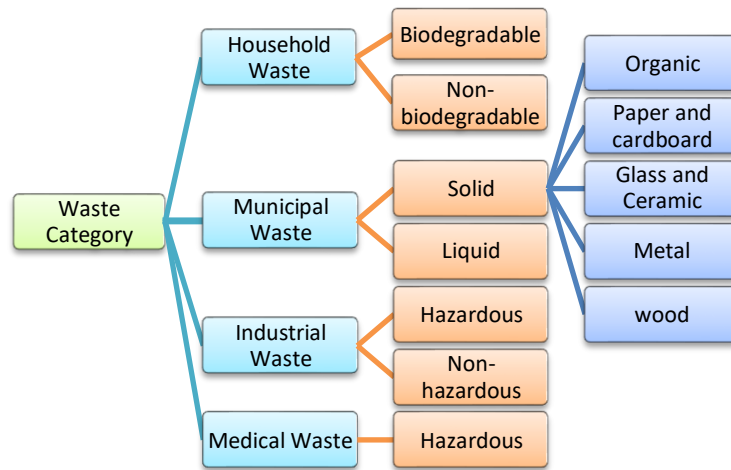 Waste
Category
Household
Waste
Biodegradable
Non-
biodegradable
Municipal
Waste
Solid
Organic
Paper and
cardboard
Glass and
Ceramic
Metal
wood
Liquid
Industrial
Waste
Hazardous
Non-
hazardous
Medical Waste
Hazardous